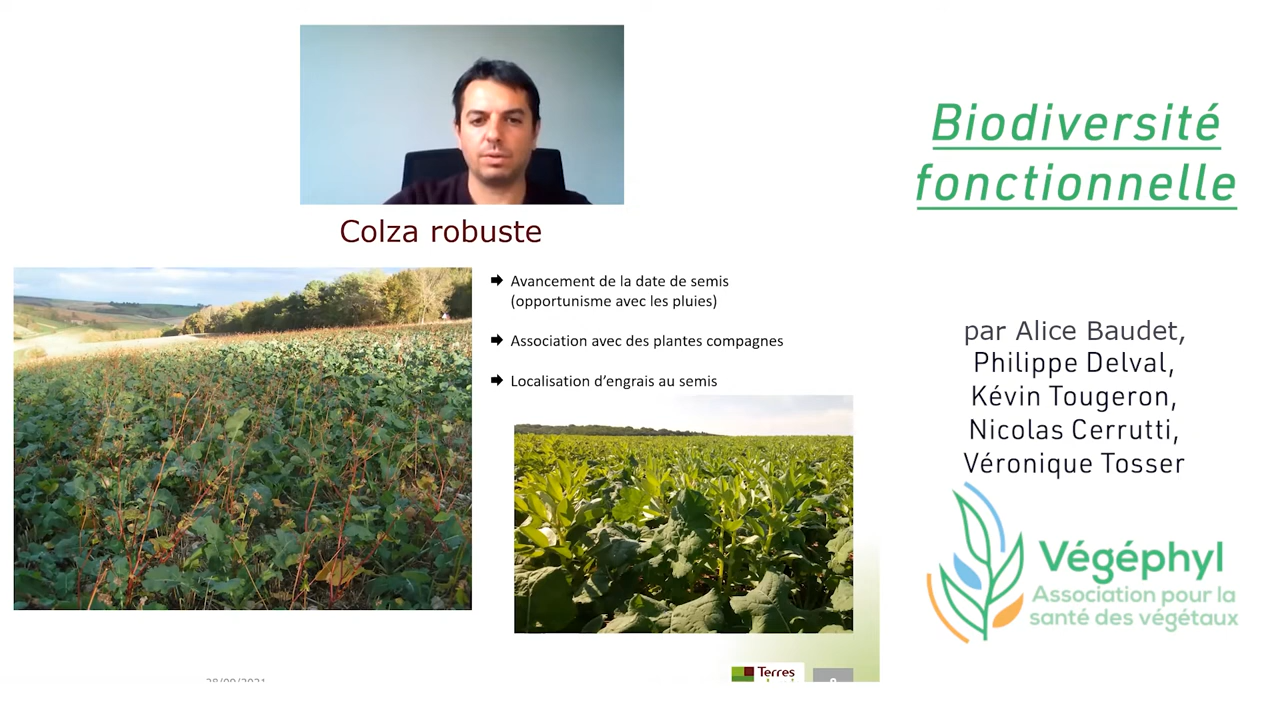 Biodiversité
fonctionnelle
Colza robuste
Avancement de la date de semis
(opportunisme avec les pluies)
Association avec des plantes compagnes
Localisation d'engrais au semis
par Alice Baudet,
Philippe Delval,
Kévin Tougeron,
Nicolas Cerrutti,
Véronique Tosser
Végéphyl
Association pour la
santé des végétaux
Terres